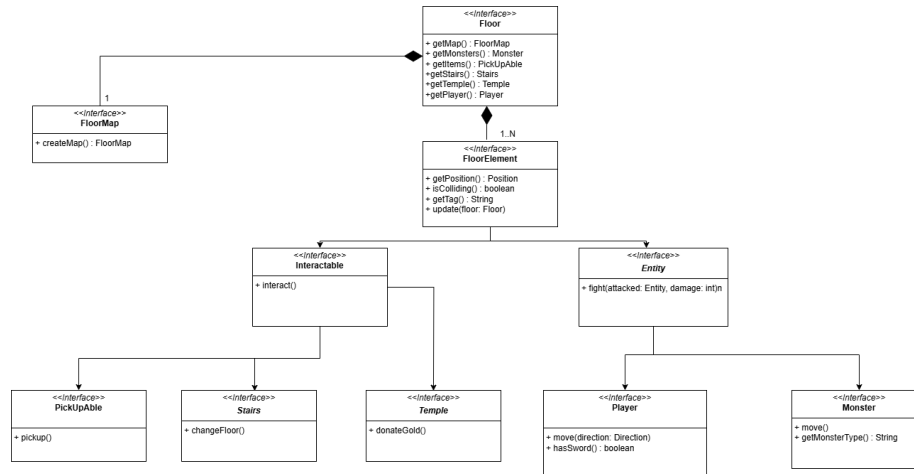 <<Interface>>
Floor
+ getMap() : FloorMap
+ getMonsters() : Monster
+ getItems() : PickUpAble
+getStairs() : Stairs
+getTemple() : Temple
+getPlayer() : Player
1
<<Interface>>
FloorMap
+ createMap() : FloorMap
1..N
<<Interface>>
FloorElement
+ getPosition() : Position
+ isColliding() : boolean
+ getTag() : String
+ update(floor: Floor)
<<Interface>>
Interactable
+ interact()
<<Interface>>
Entity
+ fight(attacked: Entity, damage: int)n
<<Interface>>
PickUpAble
+ pickup()
<<Interface>>
Stairs
+ changeFloor()
<<Interface>>
Temple
+ donateGold()
<<Interface>>
Player
+ move(direction: Direction)
+ hasSword() : boolean
<<Interface>>
Monster
+ move()
+ getMonsterType() : String